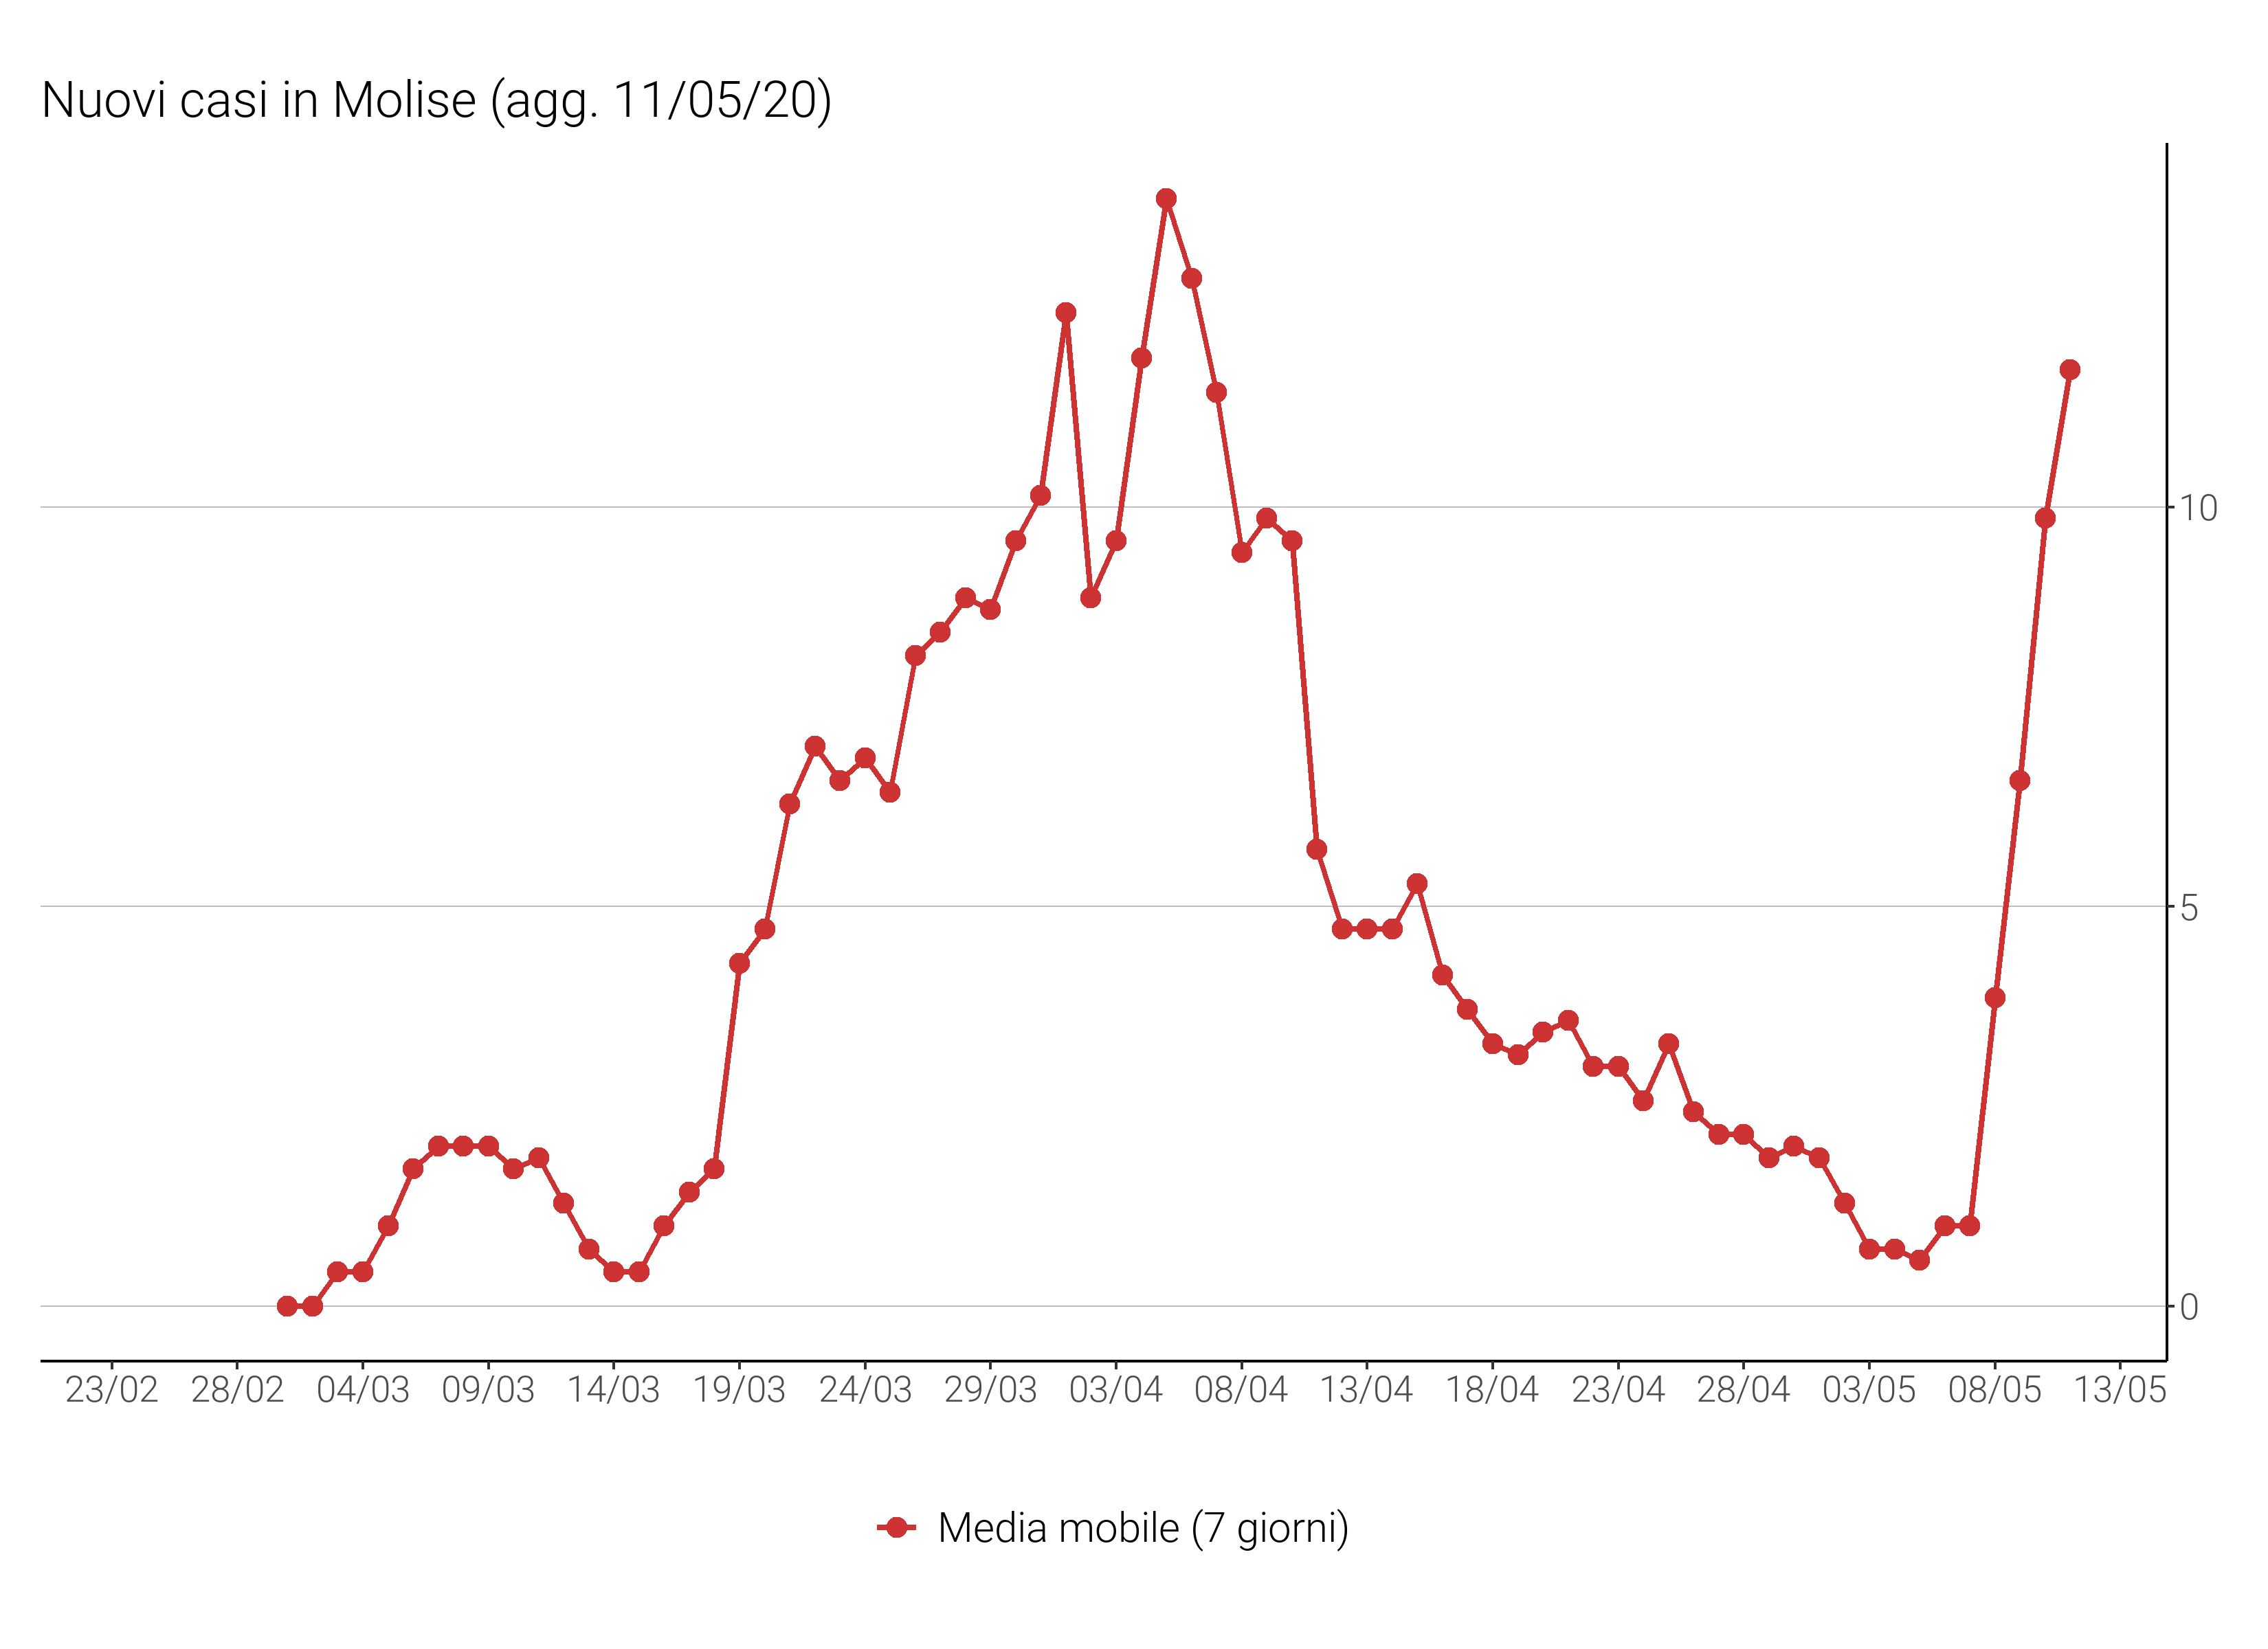 Nuovi casi in Molise (agg. 11/05/20)
10
5
0
23/02 28/02 04/03 09/03 14/03 19/03 24/03 29/03 03/04 08/04 13/04 18/04 23/04 28/04 03/05 08/05 13/05
Media mobile (7 giorni)